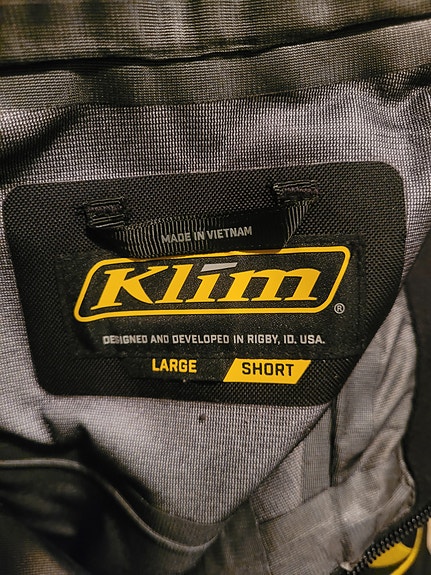 MADE IN VIETNAM
Klim®
DESIGNED AND DEVELOPED IN RIGBY, ID. USA.
LARGE SHORT